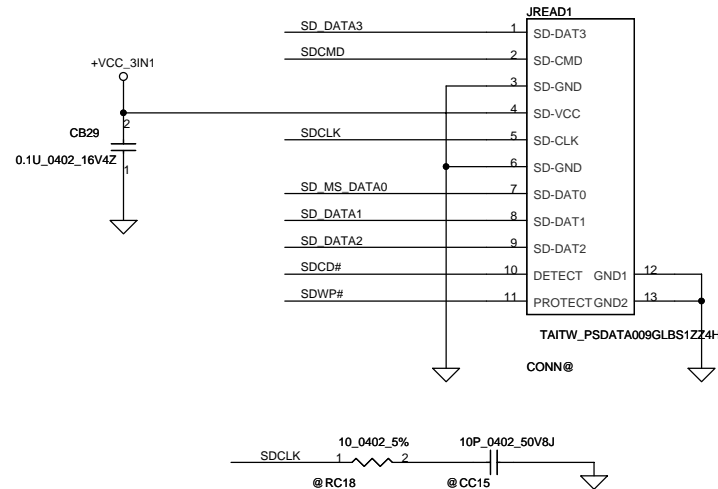 JREAD1
SD_DATA3 1 SD-DAT3
SDCMD 2 SD-CMD
+VCC_3IN1
3 SD-GND
4 SD-VCC
2
CB29
SDCLK 5 SD-CLK
0.1U_0402_16V4Z
1
6 SD-GND
SD_MS_DATA0 7 SD-DAT0
SD_DATA1 8 SD-DAT1
SD_DATA2 9 SD-DAT2
SDCD# 10 DETECT GND1 12
SDWP# 11 PROTECT GND2 13
TAITW_PSDATA009GLBS1ZZ4H
CONN@
10_0402_5% 10P_0402_50V8J
SDCLK 1 2
@RC18 @CC15